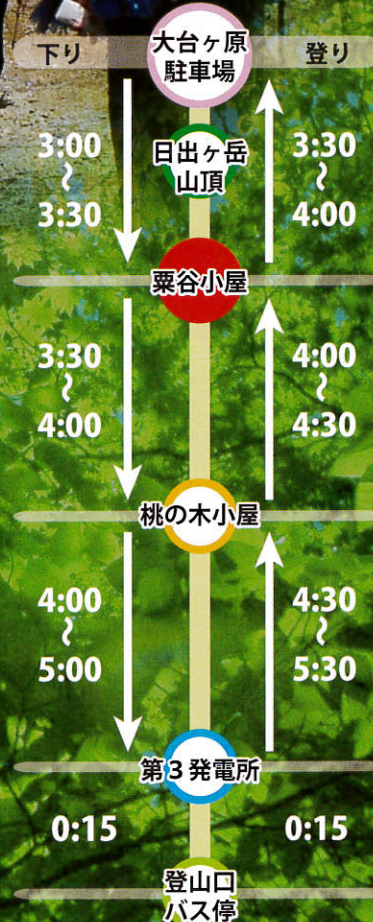 下り
大台ヶ原
駐車場
登り
3:00
〜
3:30
日出ヶ岳
山頂
3:30
〜
4:00
粟谷小屋
3:30
〜
4:00
4:00
〜
4:30
桃の木小屋
4:00
〜
5:00
4:30
〜
5:30
第3発電所
0:15
0:15
登山口
バス停